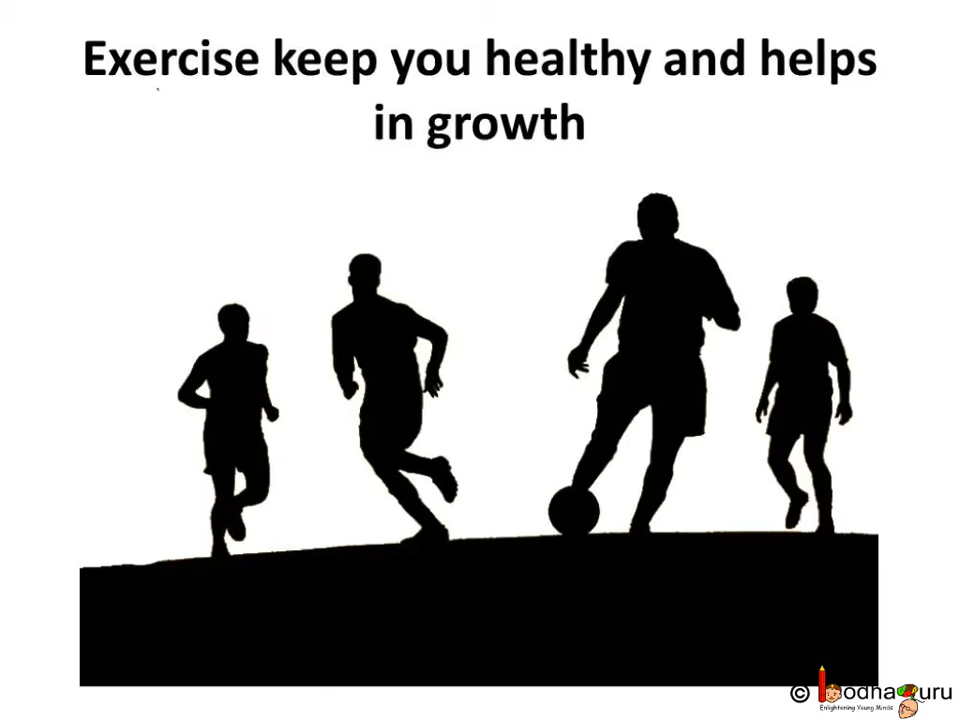 Exercise keep you healthy and helps
in growth
© bodhaGuru
Enlightening Young Minds